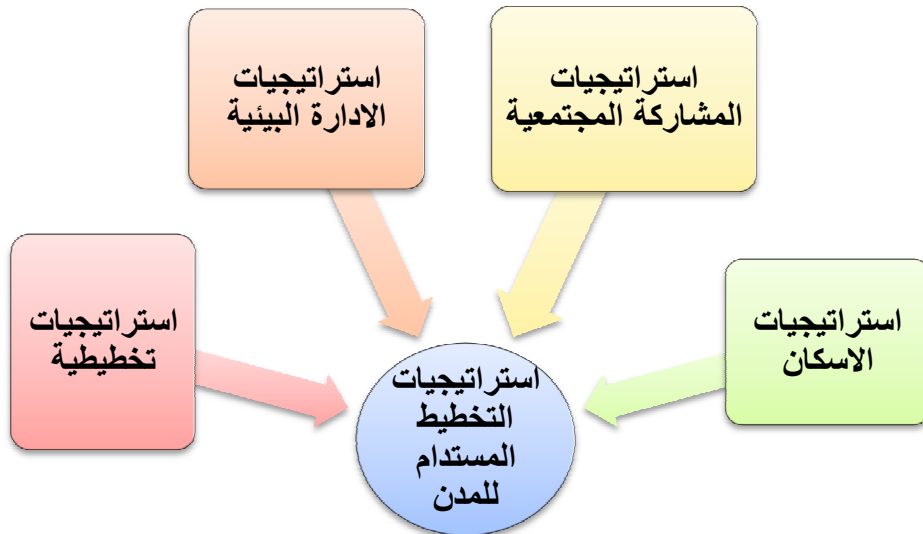 استراتيجيات
المشاركة المجتمعية
استراتيجيات
الادارة البيئية
استراتيجيات
الاسكان
استراتيجيات
تخطيطية
استراتيجيات
التخطيط
المستدام
للمدن